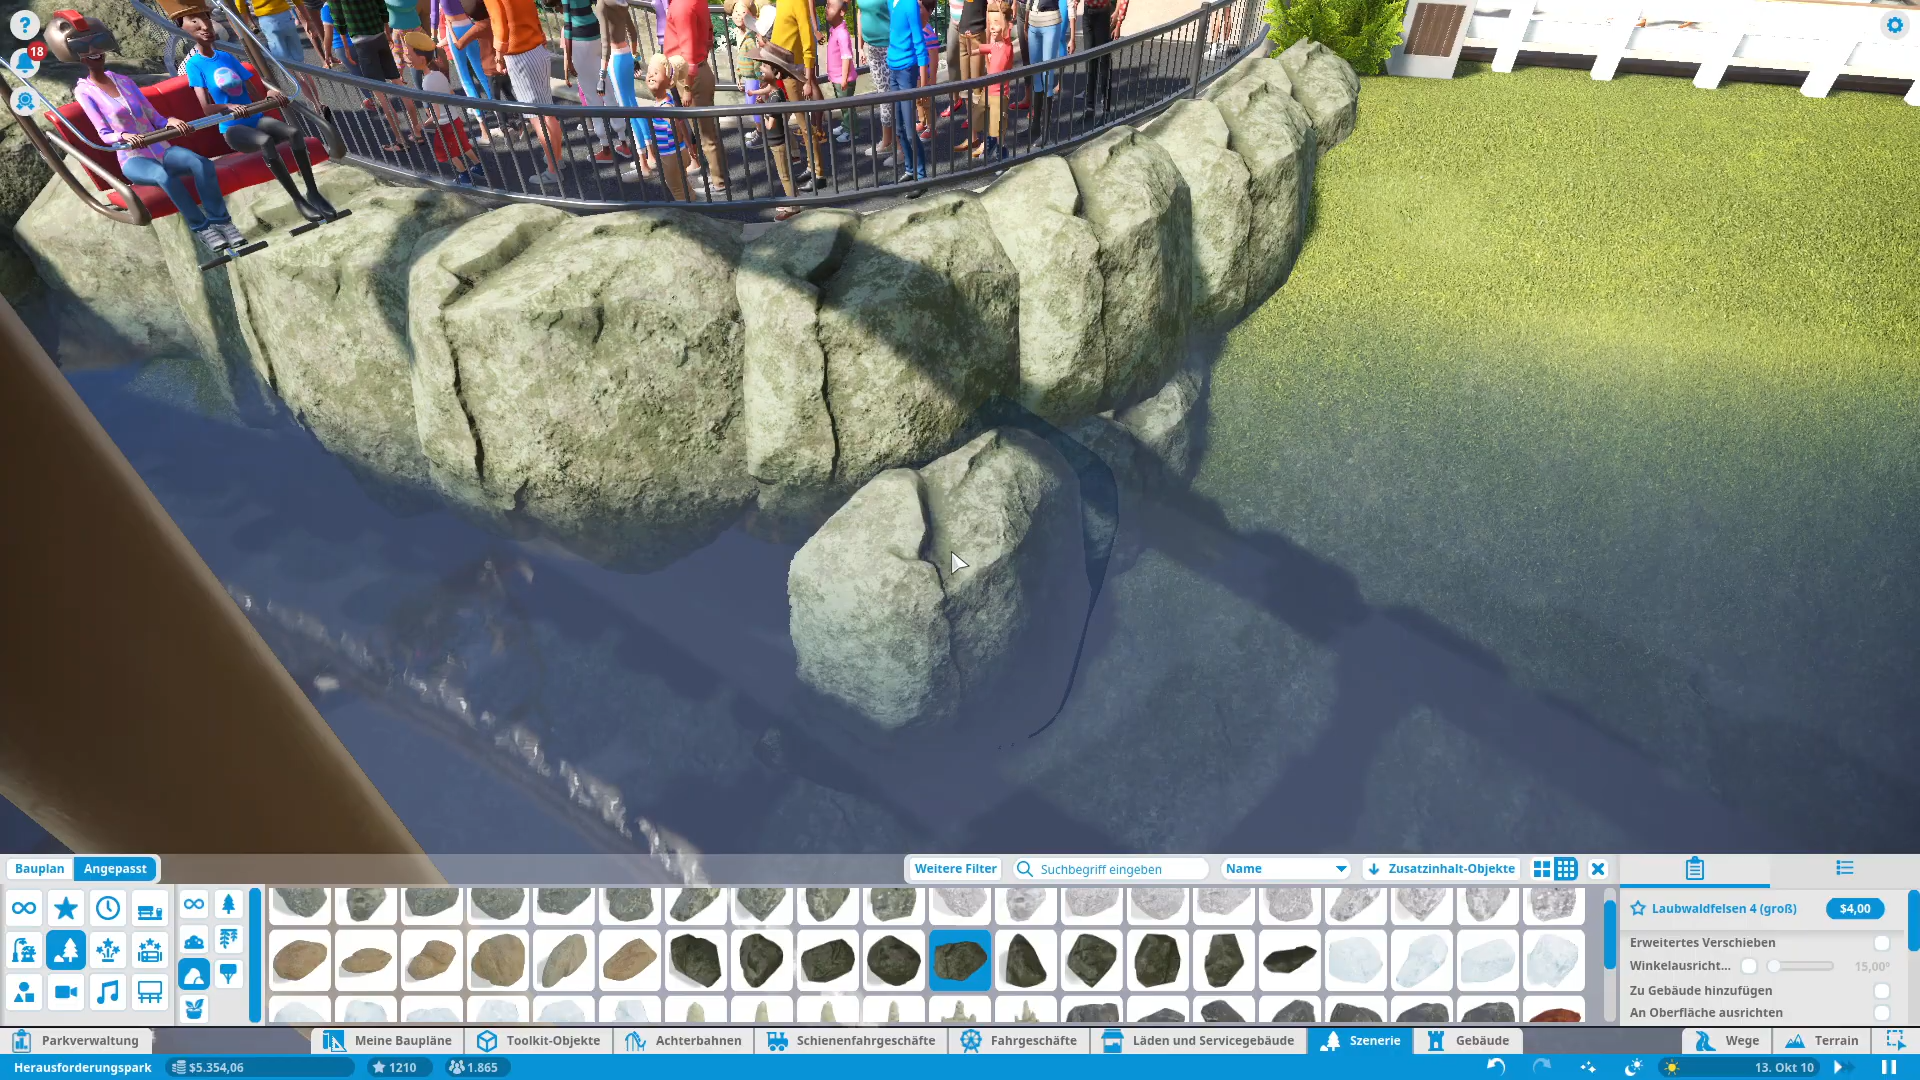 ?
18
Bauplan
Angepasst
Weitere Filter
Suchbegriff eingeben
Name
Zusatzinhalt-Objekte
Laubwaldfelsen 4 (groß)
$4,00
Erweitertes Verschieben
Winkelausricht...
15,00°
Zu Gebäude hinzufügen
An Oberfläche ausrichten
Parkverwaltung
Meine Baupläne
Toolkit-Objekte
Achterbahnen
Schienenfahrgeschäfte
Fahrgeschäfte
Läden und Servicegebäude
Szenerie
Gebäude
Wege
Terrain
Herausforderungspark
$5.354,06
1210
1.865
13. Okt 10